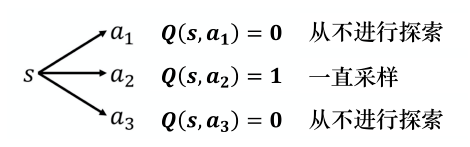 a₁ Q(s, a₁) = 0 从不进行探索
s a₂ Q(s, a₂) = 1 一直采样
a₃ Q(s, a₃) = 0 从不进行探索